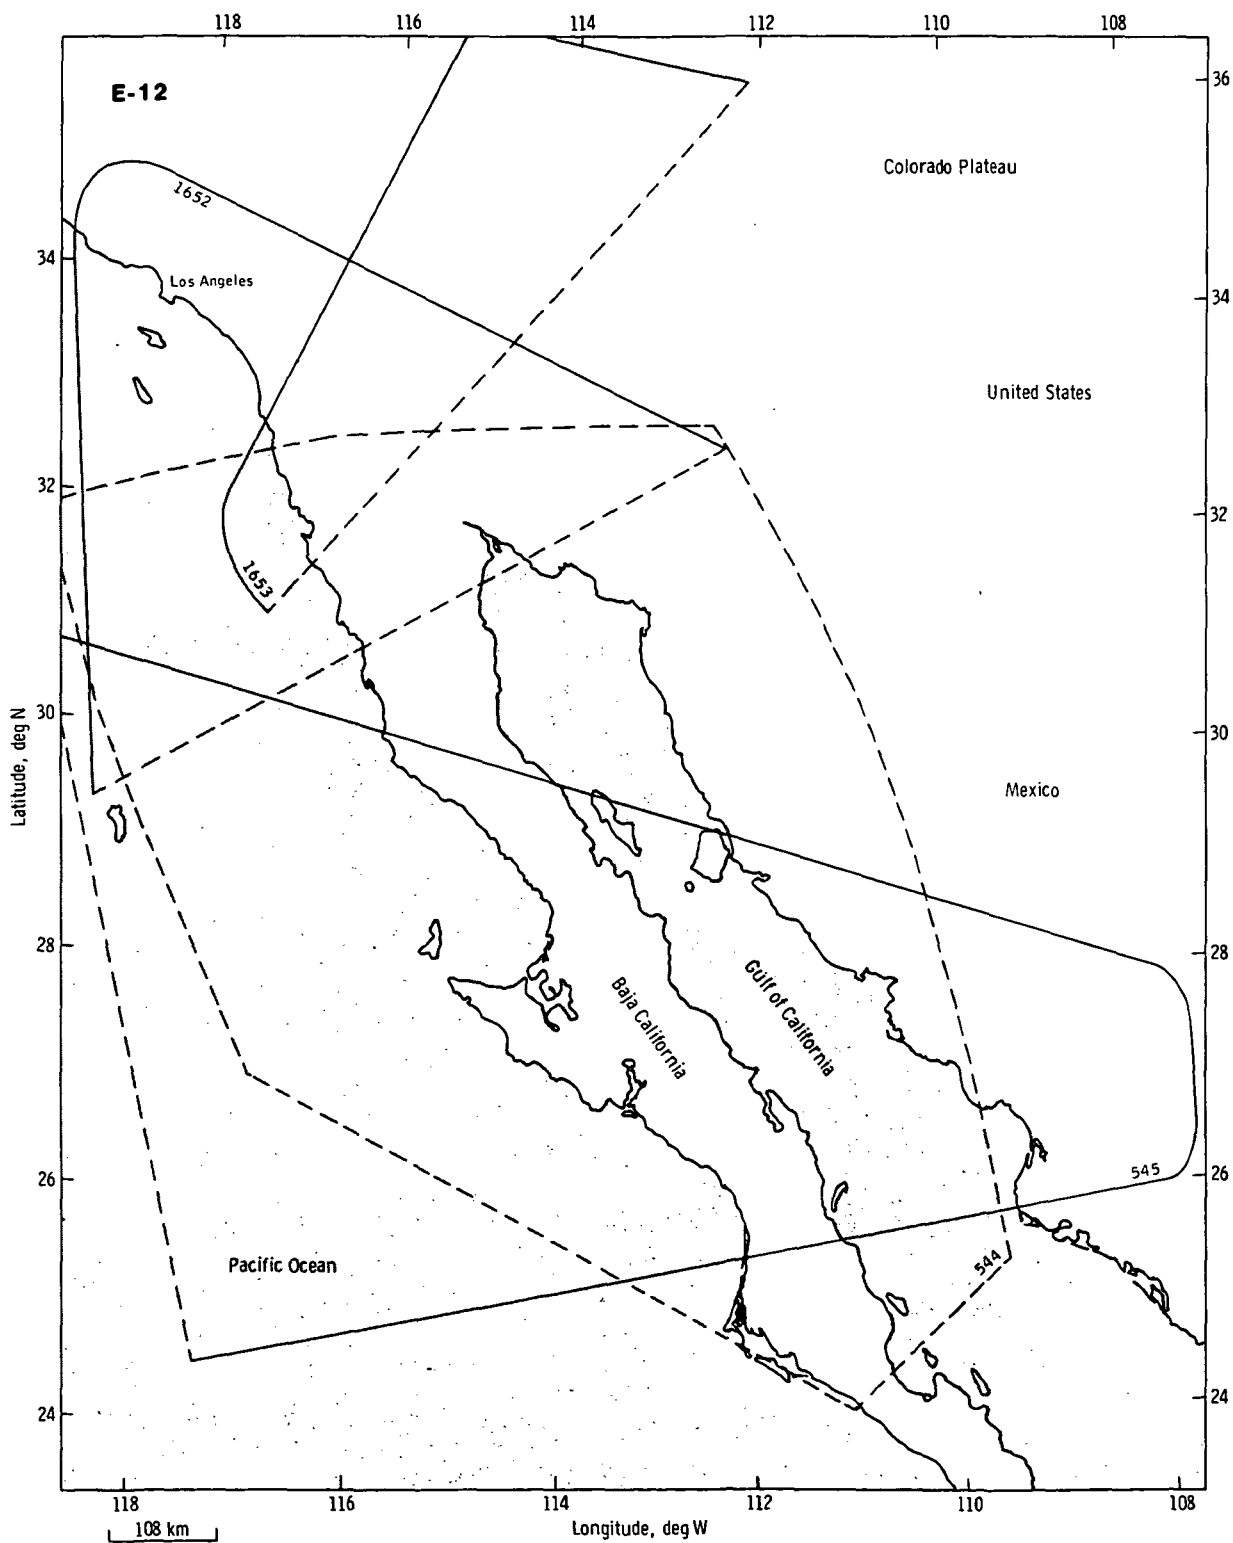 118 116 114 112 110 108
E-12
36
Colorado Plateau
1652
34
Los Angeles
34
United States
32
32
1653
30
30
Latitude, deg N
Mexico
28
28
Baja California
Gulf of California
26
26
545
Pacific Ocean
544
24
24
118 116 114 112 110 108
108 km
Longitude, deg W